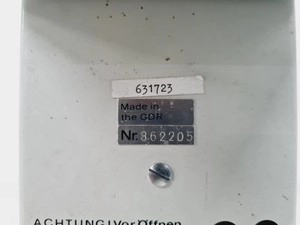 631723
Made in
the GDR
Nr. 862205
ACHTUNG! Vor Öffnen